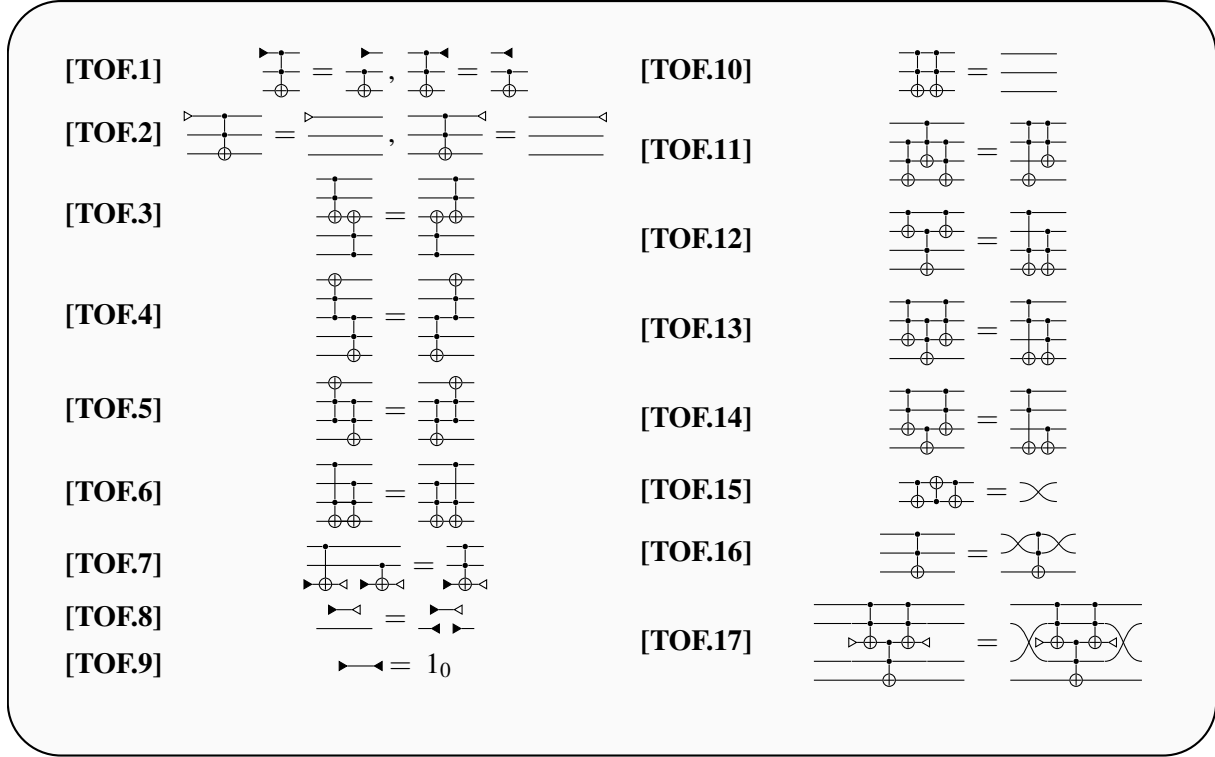 [TOF.1] = , =
[TOF.2] = , =
[TOF.3] =
[TOF.4] =
[TOF.5] =
[TOF.6] =
[TOF.7] =
[TOF.8] =
[TOF.9] = 1₀
[TOF.10] =
[TOF.11] =
[TOF.12] =
[TOF.13] =
[TOF.14] =
[TOF.15] =
[TOF.16] =
[TOF.17] =